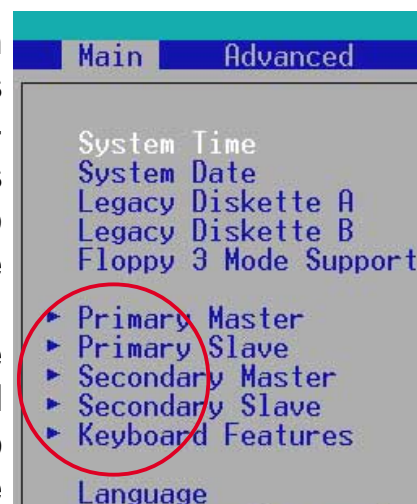 Main Advanced
System Time
System Date
Legacy Diskette A
Legacy Diskette B
Floppy 3 Mode Support
Primary Master
Primary Slave
Secondary Master
Secondary Slave
Keyboard Features
Language